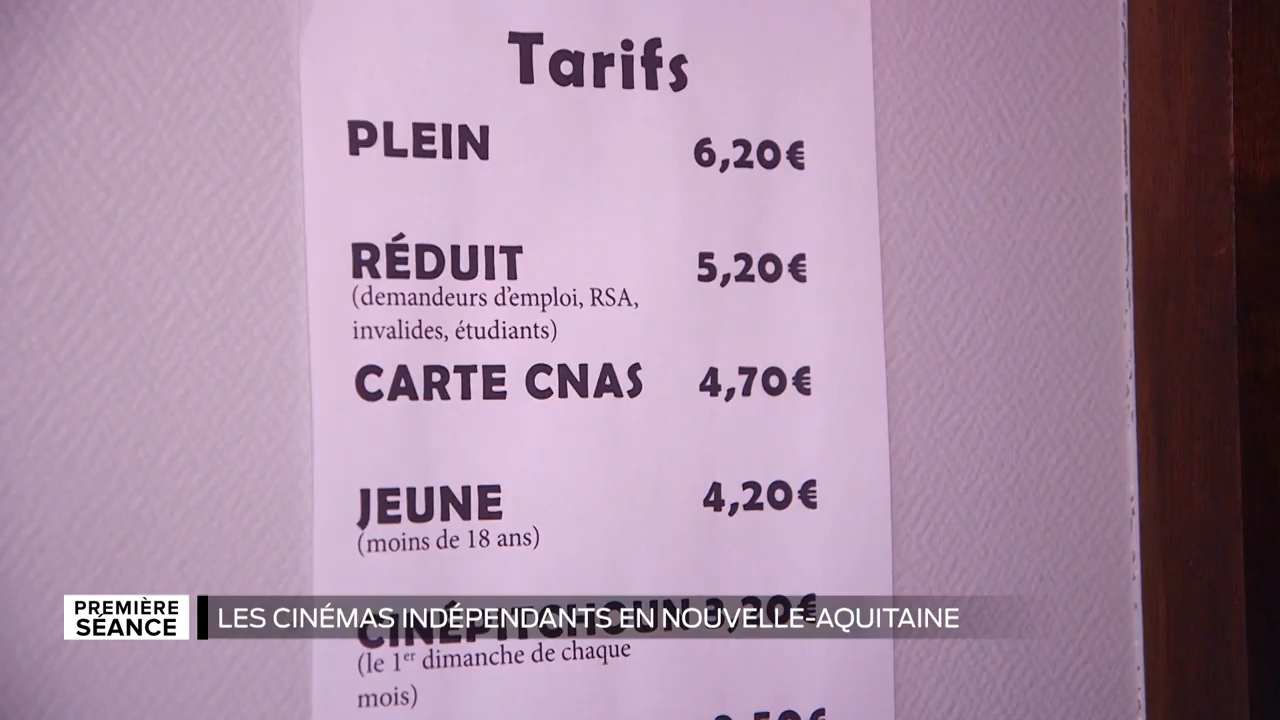 Tarifs
PLEIN 6,20€
RÉDUIT 5,20€
(demandeurs d'emploi, RSA,
invalides, étudiants)
CARTE CNAS 4,70€
JEUNE 4,20€
(moins de 18 ans)
CINÉPITCHOUN
PREMIÈRE
SÉANCE
LES CINÉMAS INDÉPENDANTS EN NOUVELLE-AQUITAINE
(le 1er dimanche de chaque
mois)